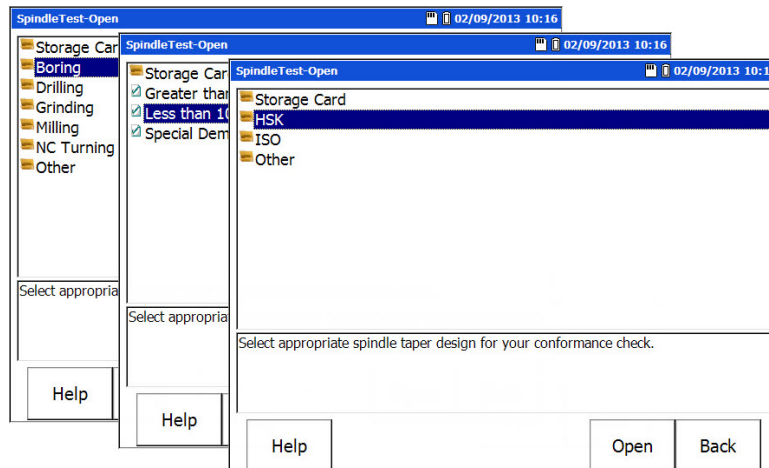 SpindleTest-Open
02/09/2013 10:16
Storage Car
Boring
Drilling
Grinding
Milling
NC Turning
Other
Select appropria
Help
SpindleTest-Open
02/09/2013 10:16
Storage Car
Greater than
Less than 10
Special Dem
Select appropria
Help
SpindleTest-Open
02/09/2013 10:1
Storage Card
HSK
ISO
Other
Select appropriate spindle taper design for your conformance check.
Help
Open
Back